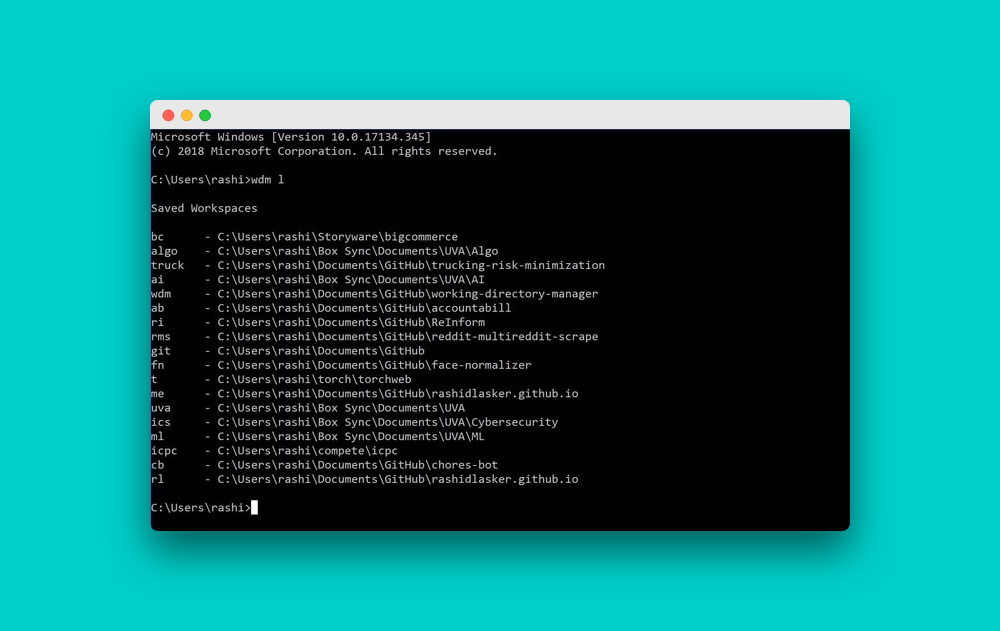 Microsoft Windows [Version 10.0.17134.345]
(c) 2018 Microsoft Corporation. All rights reserved.
C:\Users\rashi>wdm l
Saved Workspaces
bc - C:\Users\rashi\Storyware\bigcommerce
algo - C:\Users\rashi\Box Sync\Documents\UVA\Algo
truck - C:\Users\rashi\Documents\GitHub\trucking-risk-minimization
ai - C:\Users\rashi\Box Sync\Documents\UVA\AI
wdm - C:\Users\rashi\Documents\GitHub\working-directory-manager
ab - C:\Users\rashi\Documents\GitHub\accountabill
ri - C:\Users\rashi\Documents\GitHub\ReInform
rms - C:\Users\rashi\Documents\GitHub\reddit-multireddit-scrape
git - C:\Users\rashi\Documents\GitHub
fn - C:\Users\rashi\Documents\GitHub\face-normalizer
t - C:\Users\rashi\torch\torchweb
me - C:\Users\rashi\Documents\GitHub\rashidlasker.github.io
uva - C:\Users\rashi\Box Sync\Documents\UVA
ics - C:\Users\rashi\Box Sync\Documents\UVA\Cybersecurity
ml - C:\Users\rashi\Box Sync\Documents\UVA\ML
icpc - C:\Users\rashi\compete\icpc
cb - C:\Users\rashi\Documents\GitHub\chores-bot
rl - C:\Users\rashi\Documents\GitHub\rashidlasker.github.io
C:\Users\rashi>